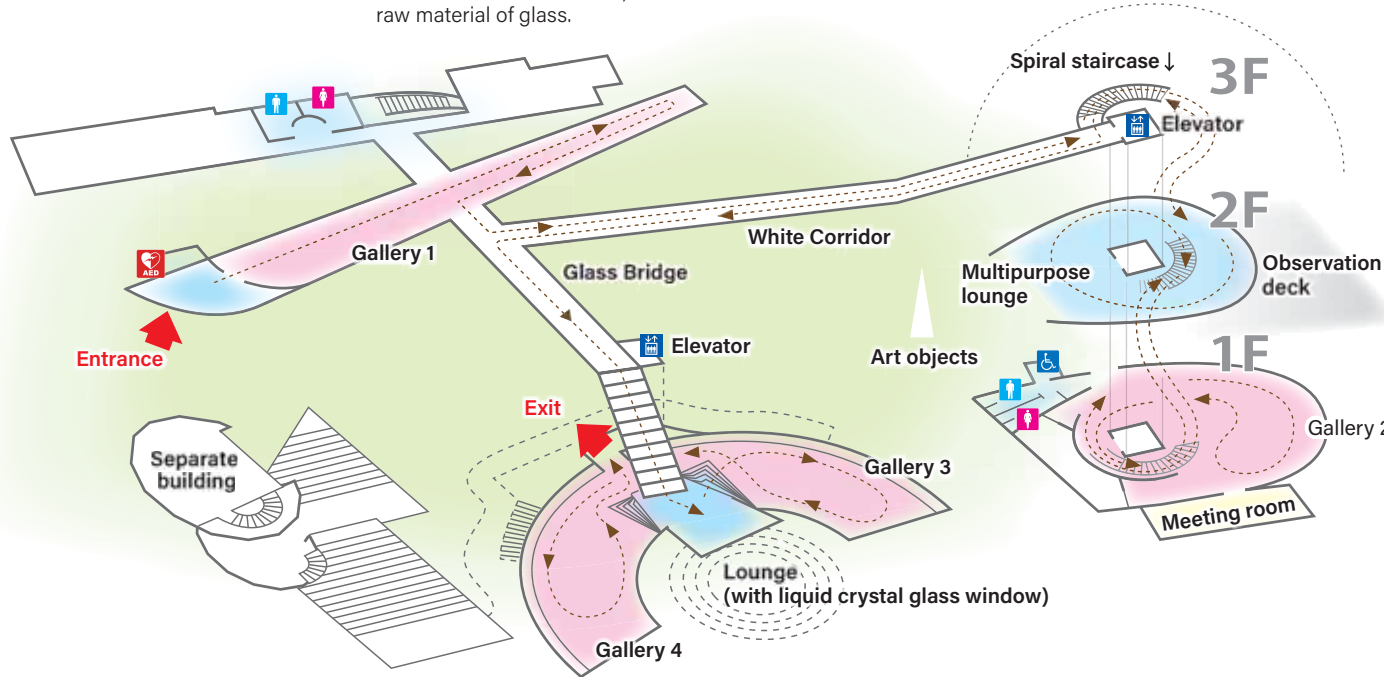 raw material of glass.
Spiral staircase ↓
3F
Elevator
2F
Gallery 1
White Corridor
Glass Bridge
Multipurpose
lounge
Observation
deck
AED
Entrance
Elevator
Art objects
1F
Exit
Gallery 2
Separate
building
Gallery 3
Meeting room
Lounge
(with liquid crystal glass window)
Gallery 4